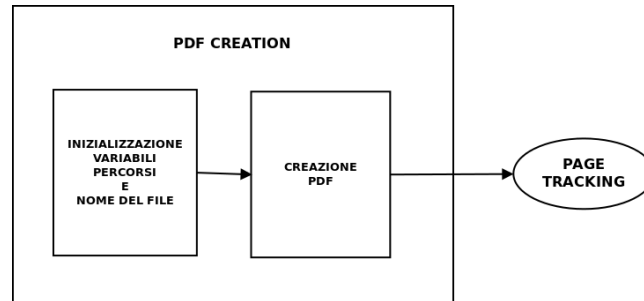 PDF CREATION
INIZIALIZZAZIONE
VARIABILI
PERCORSI
E
NOME DEL FILE
CREAZIONE
PDF
PAGE
TRACKING